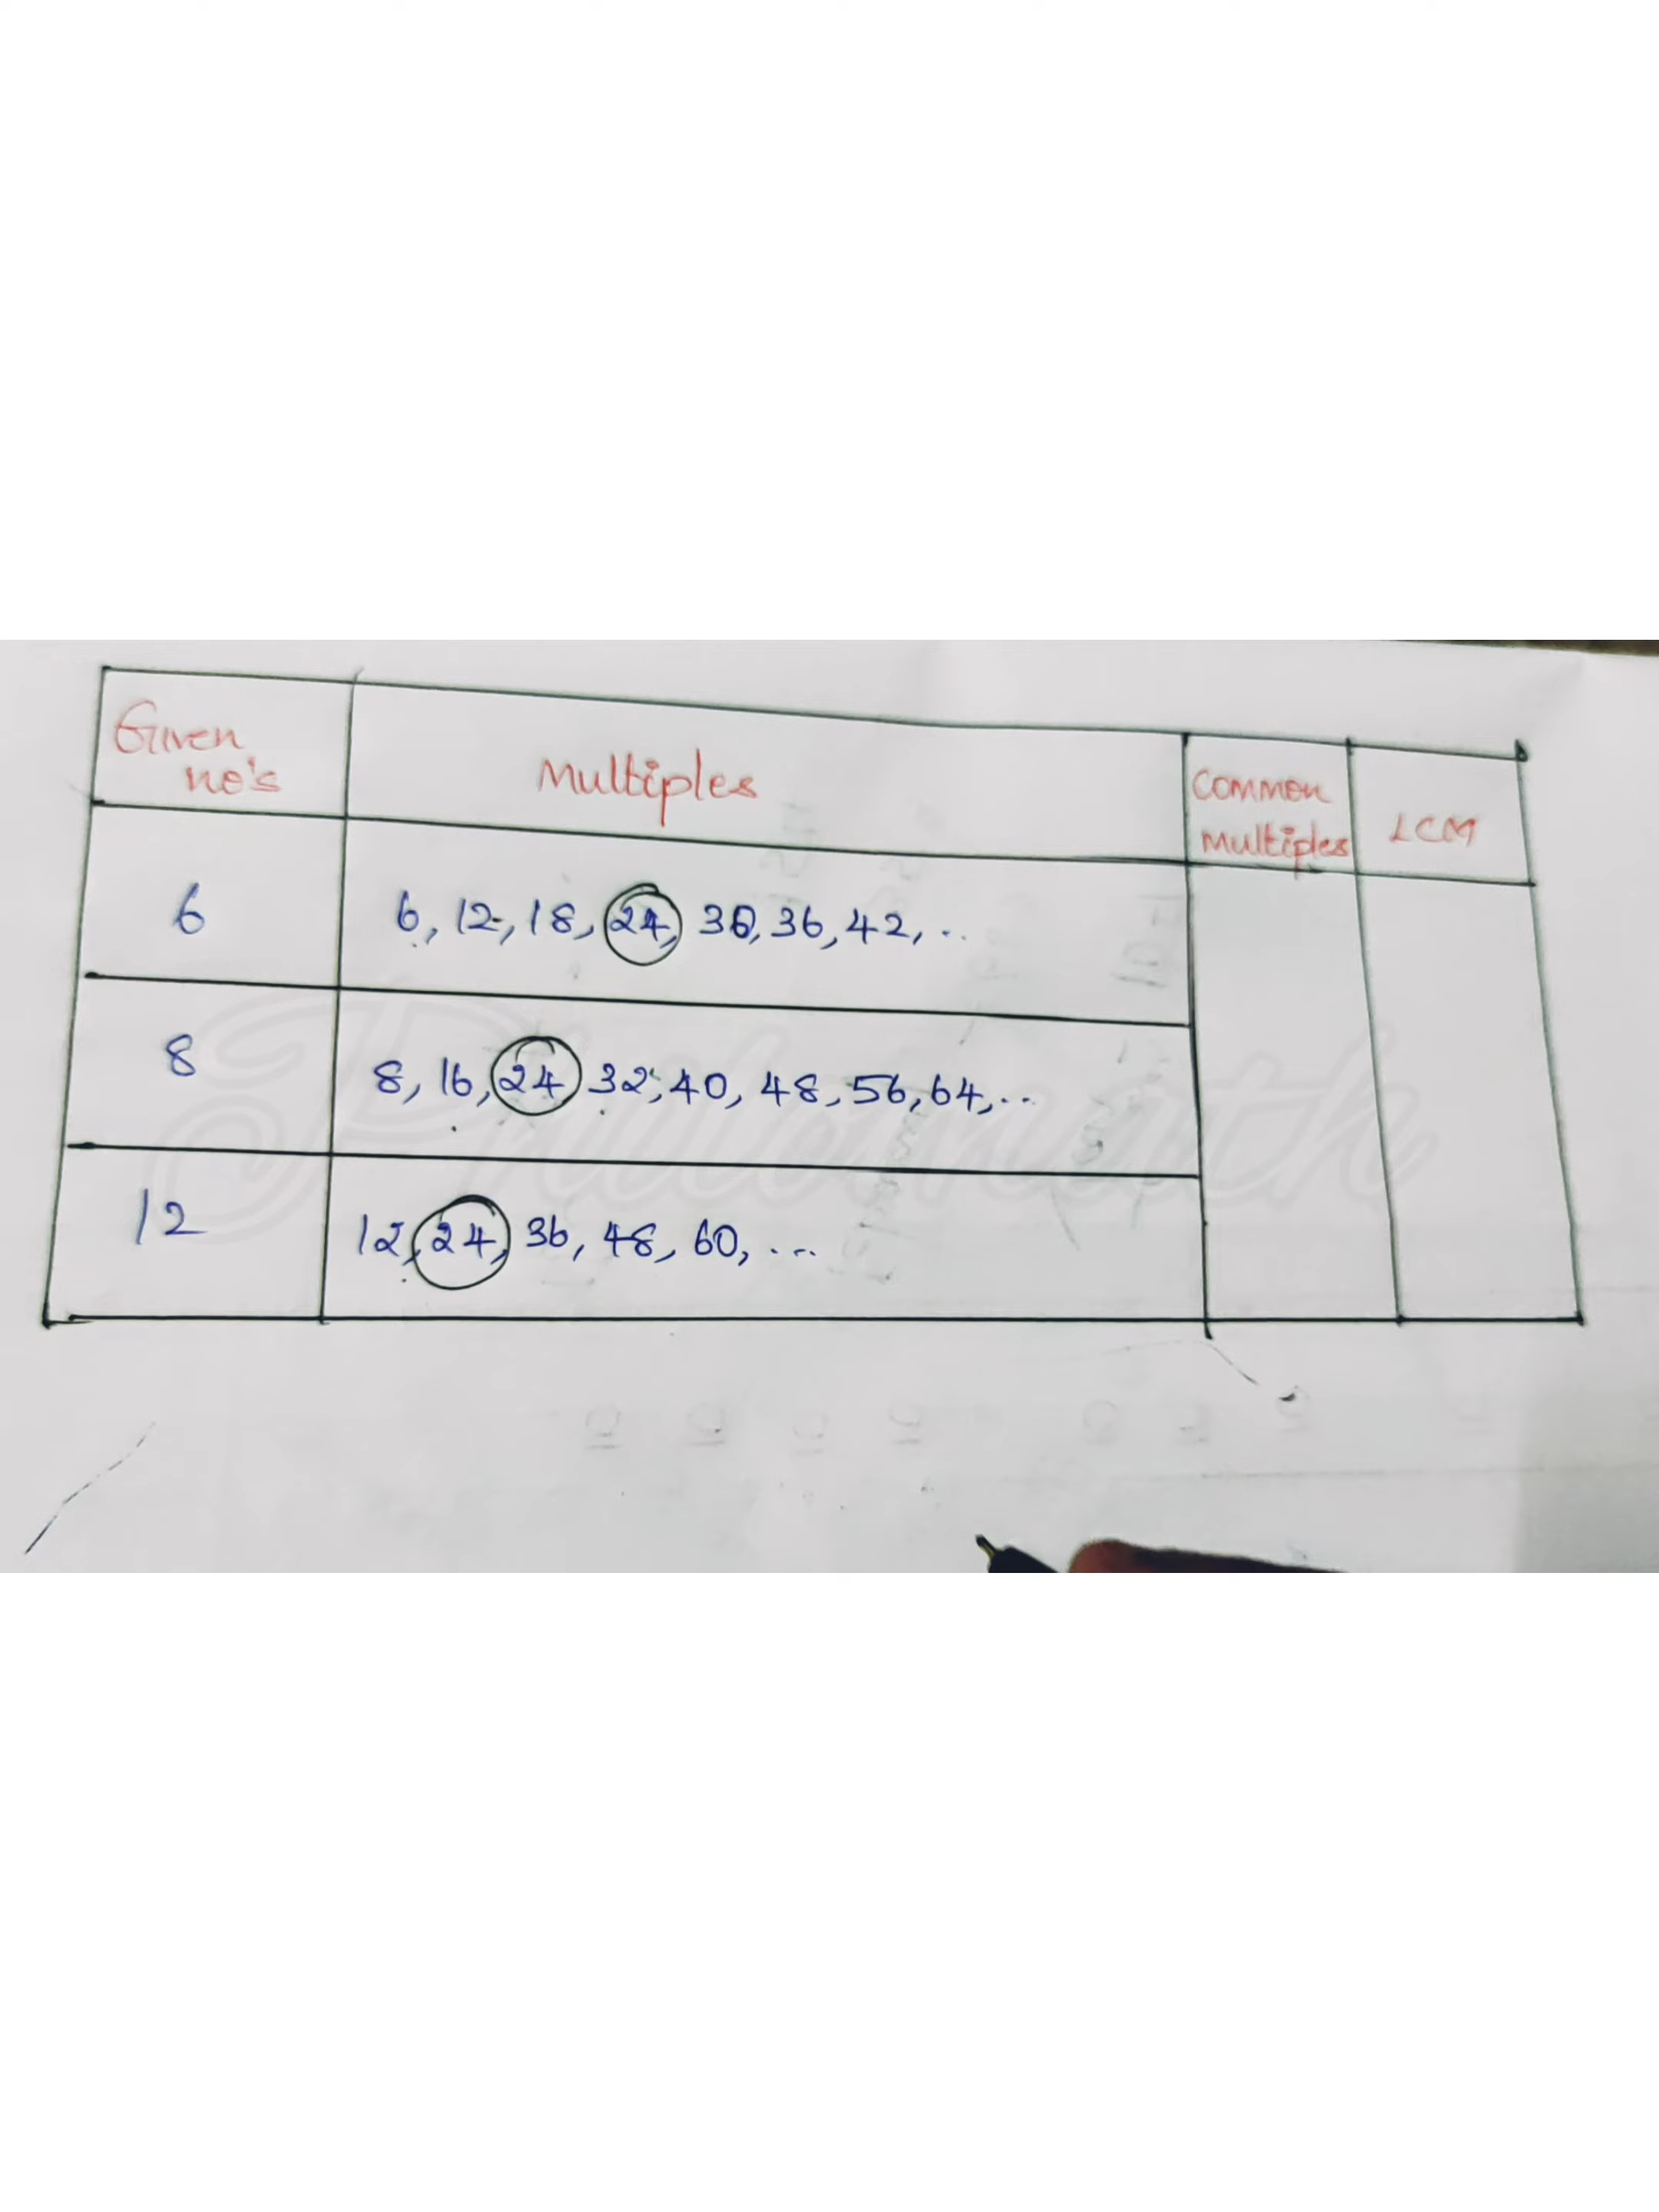 Given
no's
Multiples
Common
Multiples
LCM
6
6, 12, 18, 24, 30, 36, 42, ..
8
8, 16, 24, 32, 40, 48, 56, 64, ..
12
12, 24, 36, 48, 60, ...
Philomath